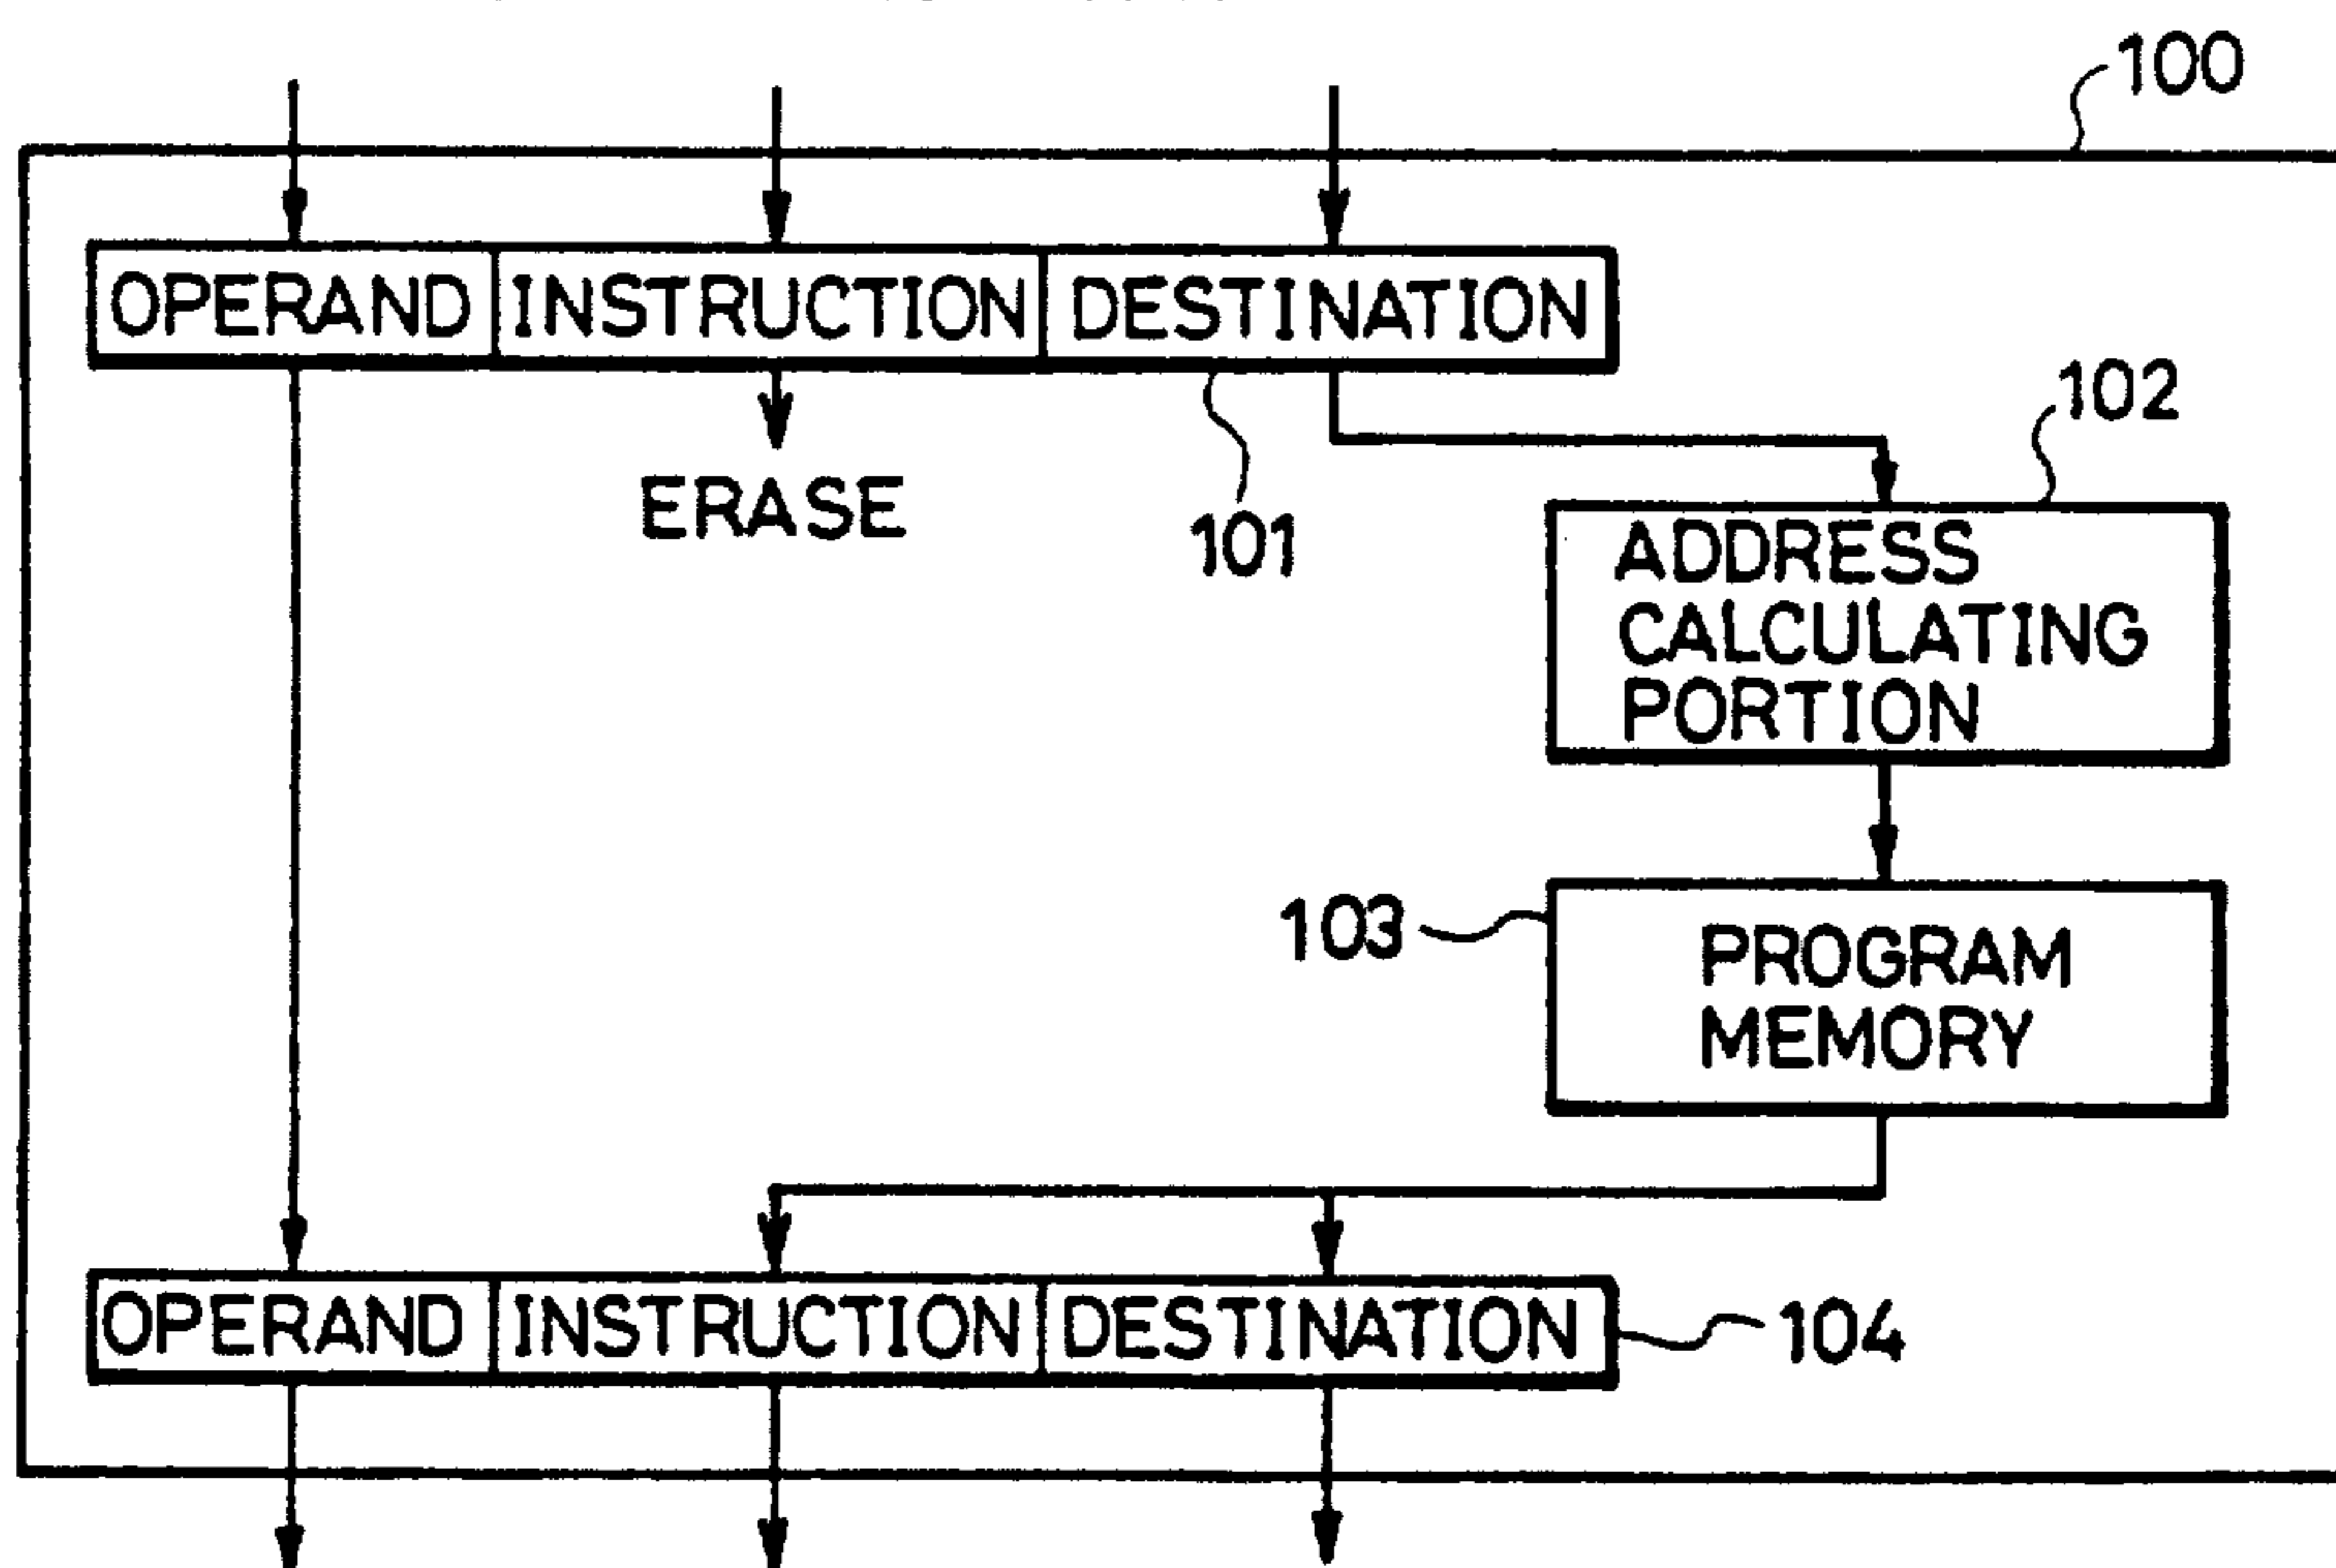 100
OPERAND INSTRUCTION DESTINATION
102
ERASE
101
ADDRESS
CALCULATING
PORTION
103
PROGRAM
MEMORY
OPERAND INSTRUCTION DESTINATION
104